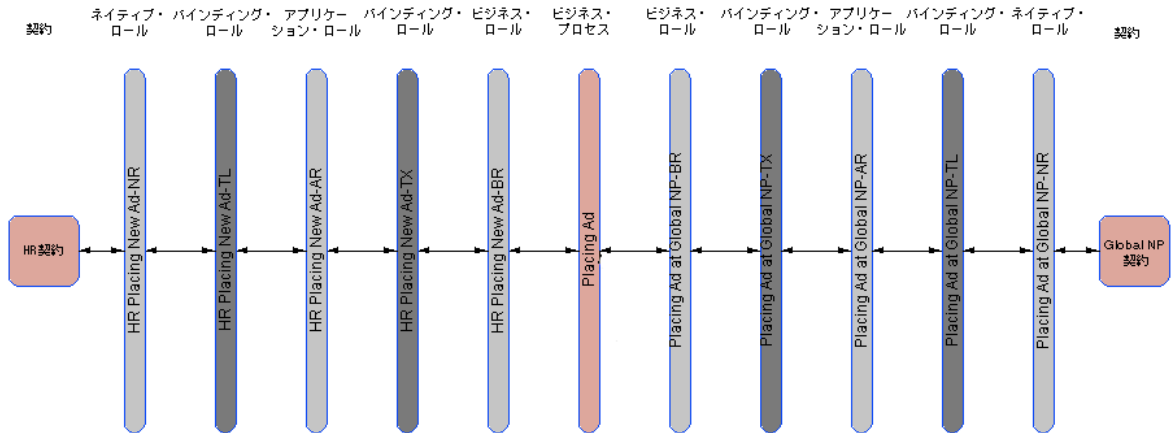 契約
ネイティブ・
ロール
バインディング・
ロール
アプリケー
ション・ロール
バインディング・
ロール
ビジネス・
ロール
ビジネス・
プロセス
ビジネス・
ロール
バインディング・
ロール
アプリケー
ション・ロール
バインディング・
ロール
ネイティブ・
ロール
契約
HR契約
HR Placing New Ad-NR
HR Placing New Ad-TL
HR Placing New Ad-AR
HR Placing New Ad-TX
HR Placing New Ad-BR
Placing Ad
Placing Ad at Global NP-BR
Placing Ad at Global NP-TX
Placing Ad at Global NP-AR
Placing Ad at Global NP-TL
Placing Ad at Global NP-NR
Global NP
契約